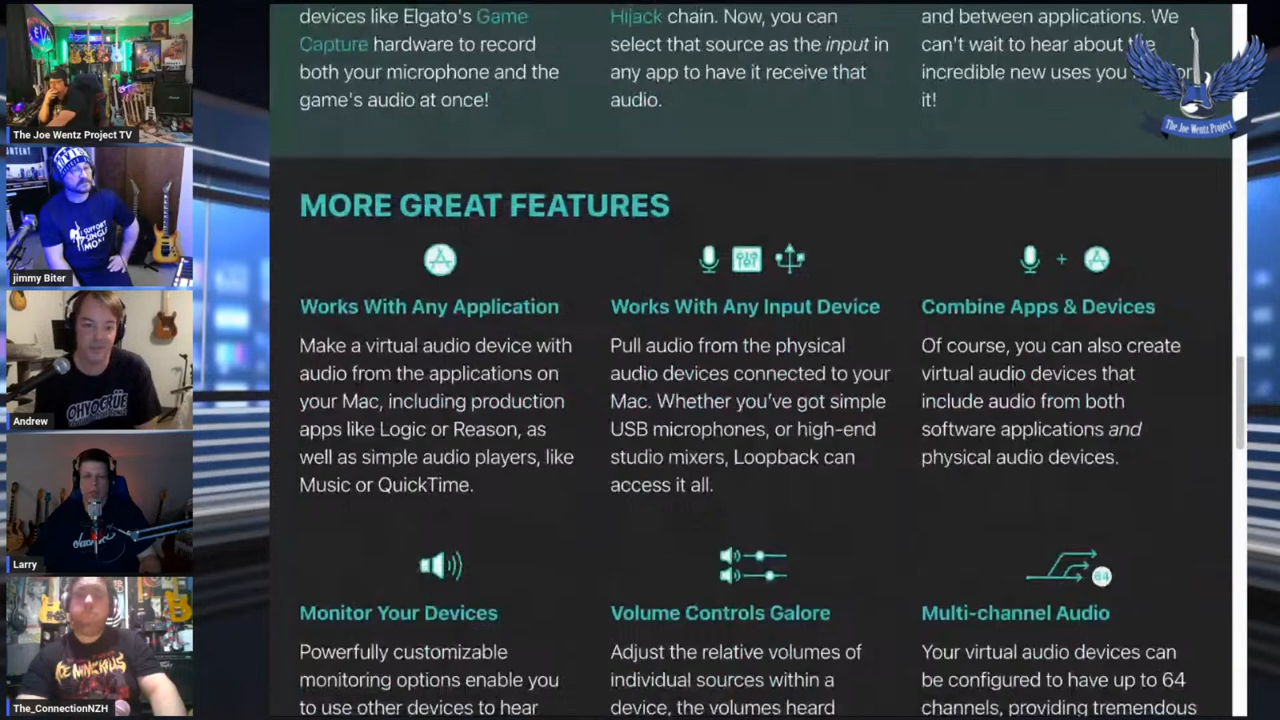 devices like Elgato's Game
Capture hardware to record
both your microphone and the
game's audio at once!
Hijack chain. Now, you can
select that source as the input in
any app to have it receive that
audio.
and between applications. We
can't wait to hear about the
incredible new uses you
it!
The Joe Wentz Project
MORE GREAT FEATURES
Works With Any Application
Make a virtual audio device with
audio from the applications on
your Mac, including production
apps like Logic or Reason, as
well as simple audio players, like
Music or QuickTime.
Works With Any Input Device
Pull audio from the physical
audio devices connected to your
Mac. Whether you've got simple
USB microphones, or high-end
studio mixers, Loopback can
access it all.
+
Combine Apps & Devices
Of course, you can also create
virtual audio devices that
include audio from both
software applications and
physical audio devices.
Monitor Your Devices
Powerfully customizable
monitoring options enable you
to use other devices to hear
Volume Controls Galore
Adjust the relative volumes of
individual sources within a
device, the volumes heard
64
Multi-channel Audio
Your virtual audio devices can
be configured to have up to 64
channels, providing tremendous
The Joe Wentz Project TV
I SUPPORT
SINGLE
jimmy Biter
OHVOCRÜE
Andrew
Larry
The_ConnectionNZH